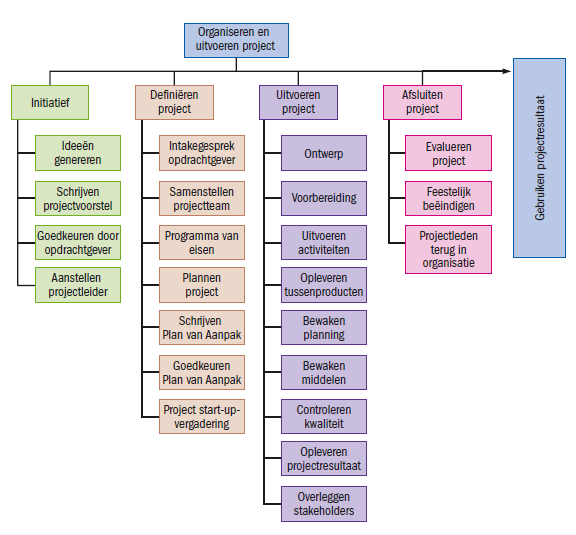 Organiseren en
uitvoeren project
Initiatief
Ideeën
genereren
Schrijven
projectvoorstel
Goedkeuren door
opdrachtgever
Aanstellen
projectleider
Definiëren
project
Intakegesprek
opdrachtgever
Samenstellen
projectteam
Programma van
eisen
Plannen
project
Schrijven
Plan van Aanpak
Goedkeuren
Plan van Aanpak
Project start-up-
vergadering
Uitvoeren
project
Ontwerp
Voorbereiding
Uitvoeren
activiteiten
Opleveren
tussenproducten
Bewaken
planning
Bewaken
middelen
Controleren
kwaliteit
Opleveren
projectresultaat
Overleggen
stakeholders
Afsluiten
project
Evalueren
project
Feestelijk
beëindigen
Projectleden
terug in
organisatie
Gebruiken projectresultaat